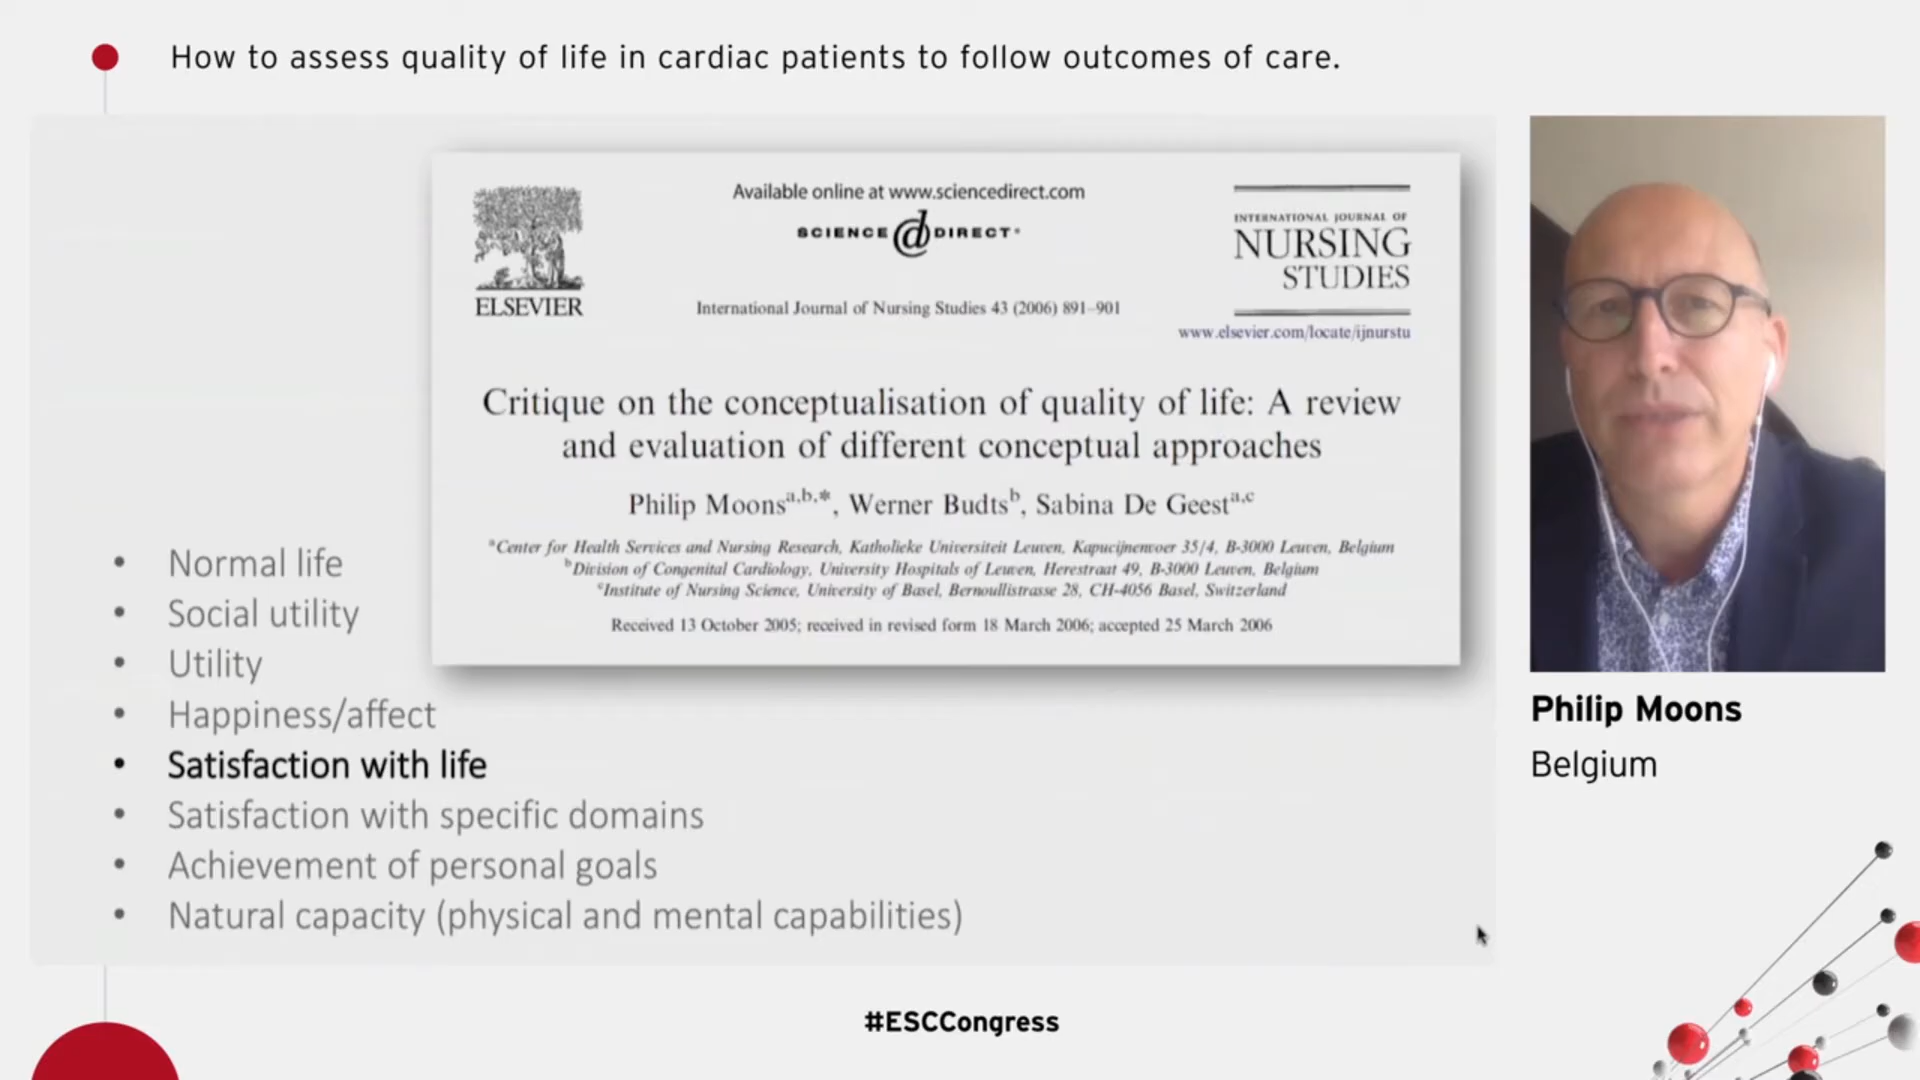 How to assess quality of life in cardiac patients to follow outcomes of care.
Available online at www.sciencedirect.com
SCIENCE @ DIRECT®
ELSEVIER
INTERNATIONAL JOURNAL OF
NURSING
STUDIES
International Journal of Nursing Studies 43 (2006) 891–901
www.elsevier.com/locate/ijnurstu
Critique on the conceptualisation of quality of life: A review
and evaluation of different conceptual approaches
Philip Moons^a,b,*, Werner Budts^b, Sabina De Geest^a,c
^a Center for Health Services and Nursing Research, Katholieke Universiteit Leuven, Kapucijnenvoer 35/4, B-3000 Leuven, Belgium
^b Division of Congenital Cardiology, University Hospitals of Leuven, Herestraat 49, B-3000 Leuven, Belgium
^c Institute of Nursing Science, University of Basel, Bernoullistrasse 28, CH-4056 Basel, Switzerland
Received 13 October 2005; received in revised form 18 March 2006; accepted 25 March 2006
• Normal life
• Social utility
• Utility
• Happiness/affect
• Satisfaction with life
• Satisfaction with specific domains
• Achievement of personal goals
• Natural capacity (physical and mental capabilities)
Philip Moons
Belgium
#ESCCongress